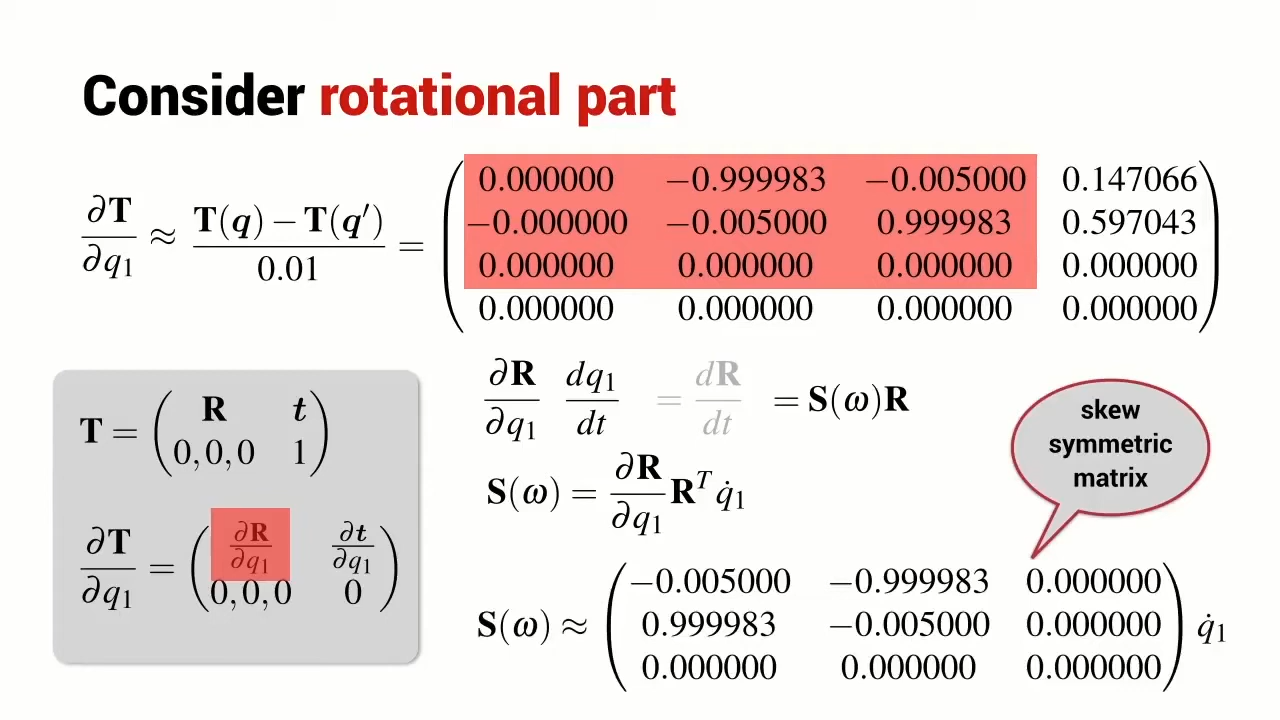 Consider rotational part
∂T/∂q₁ ≈ (T(q) − T(q′))/0.01 = 
0.000000 −0.999983 −0.005000 0.147066
−0.000000 −0.005000 0.999983 0.597043
0.000000 0.000000 0.000000 0.000000
0.000000 0.000000 0.000000 0.000000
T = (R t
0,0,0 1)
∂T/∂q₁ = (∂R/∂q₁ ∂t/∂q₁
0,0,0 0)
∂R/∂q₁ dq₁/dt = dR/dt = S(ω)R
S(ω) = ∂R/∂q₁ Rᵀ q̇₁
skew
symmetric
matrix
S(ω) ≈
−0.005000 −0.999983 0.000000
0.999983 −0.005000 0.000000
0.000000 0.000000 0.000000
q̇₁